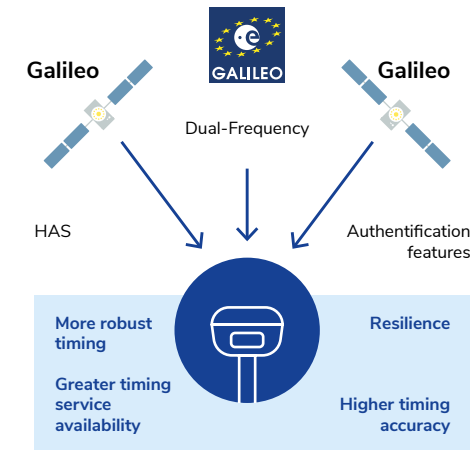 GALILEO
Galileo
Galileo
Dual-Frequency
HAS
Authentification
features
More robust
timing
Resilience
Greater timing
service
availability
Higher timing
accuracy